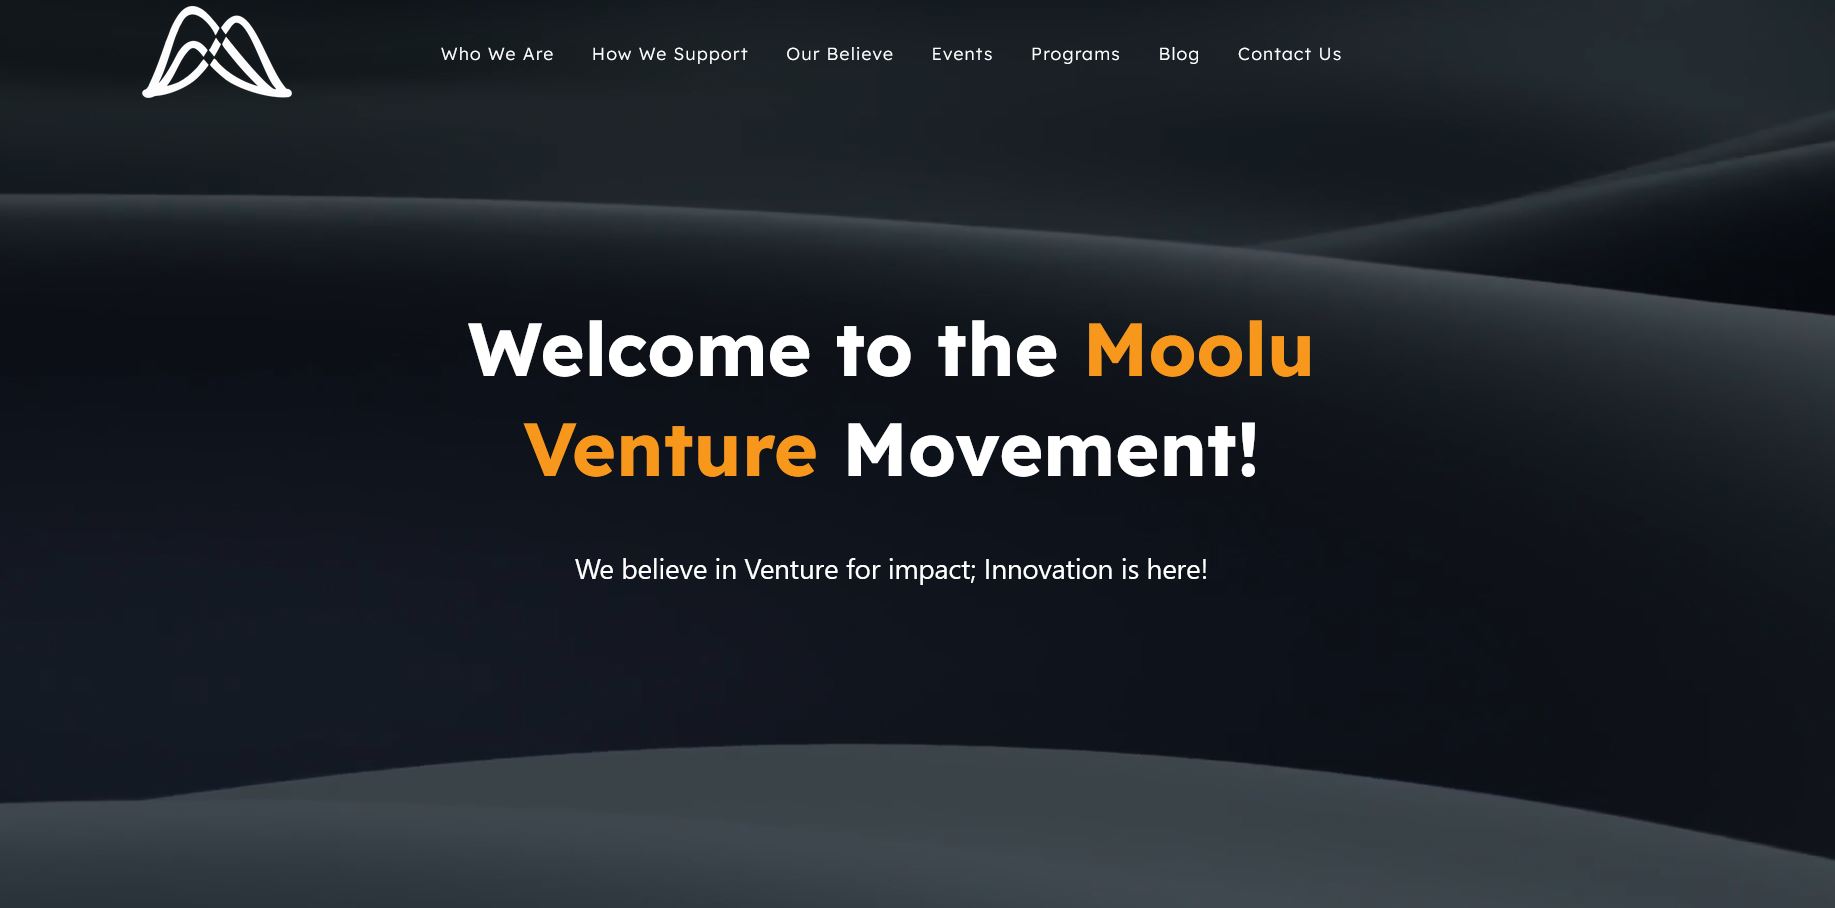 Who We Are How We Support Our Believe Events Programs Blog Contact Us
Welcome to the Moolu
Venture Movement!
We believe in Venture for impact; Innovation is here!